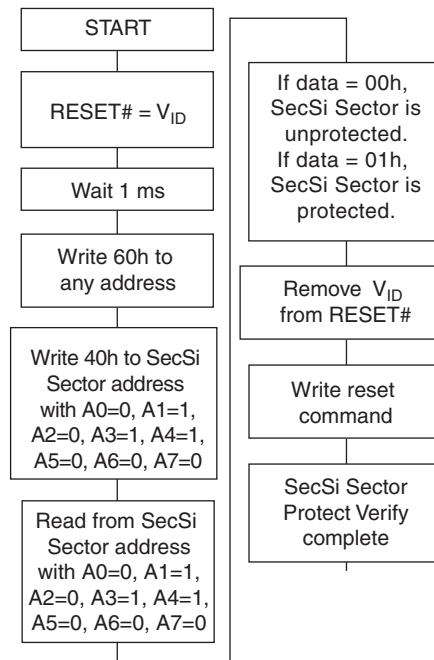 START
RESET# = VID
Wait 1 ms
Write 60h to
any address
Write 40h to SecSi
Sector address
with A0=0, A1=1,
A2=0, A3=1, A4=1,
A5=0, A6=0, A7=0
Read from SecSi
Sector address
with A0=0, A1=1,
A2=0, A3=1, A4=1,
A5=0, A6=0, A7=0
If data = 00h,
SecSi Sector is
unprotected.
If data = 01h,
SecSi Sector is
protected.
Remove VID
from RESET#
Write reset
command
SecSi Sector
Protect Verify
complete